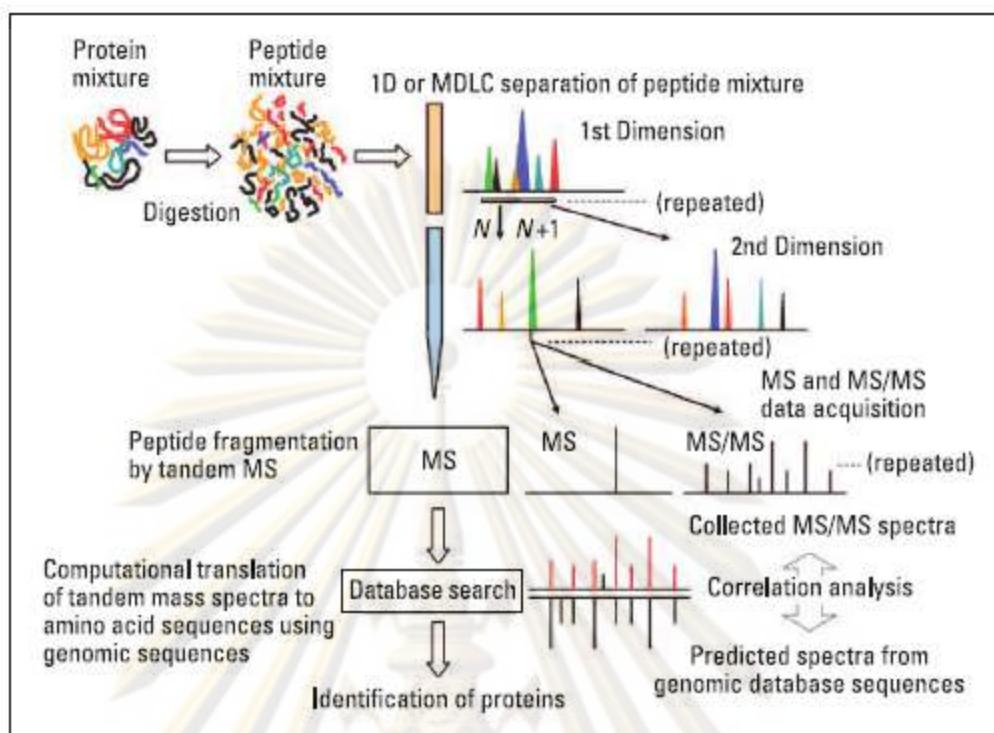 Protein
mixture
Peptide
mixture
1D or MDLC separation of peptide mixture
1st Dimension
Digestion
(repeated)
N
N+1
2nd Dimension
(repeated)
MS and MS/MS
data acquisition
Peptide fragmentation
by tandem MS
MS
MS
MS/MS
(repeated)
Collected MS/MS spectra
Computational translation
of tandem mass spectra to
amino acid sequences using
genomic sequences
Database search
Correlation analysis
Predicted spectra from
genomic database sequences
Identification of proteins